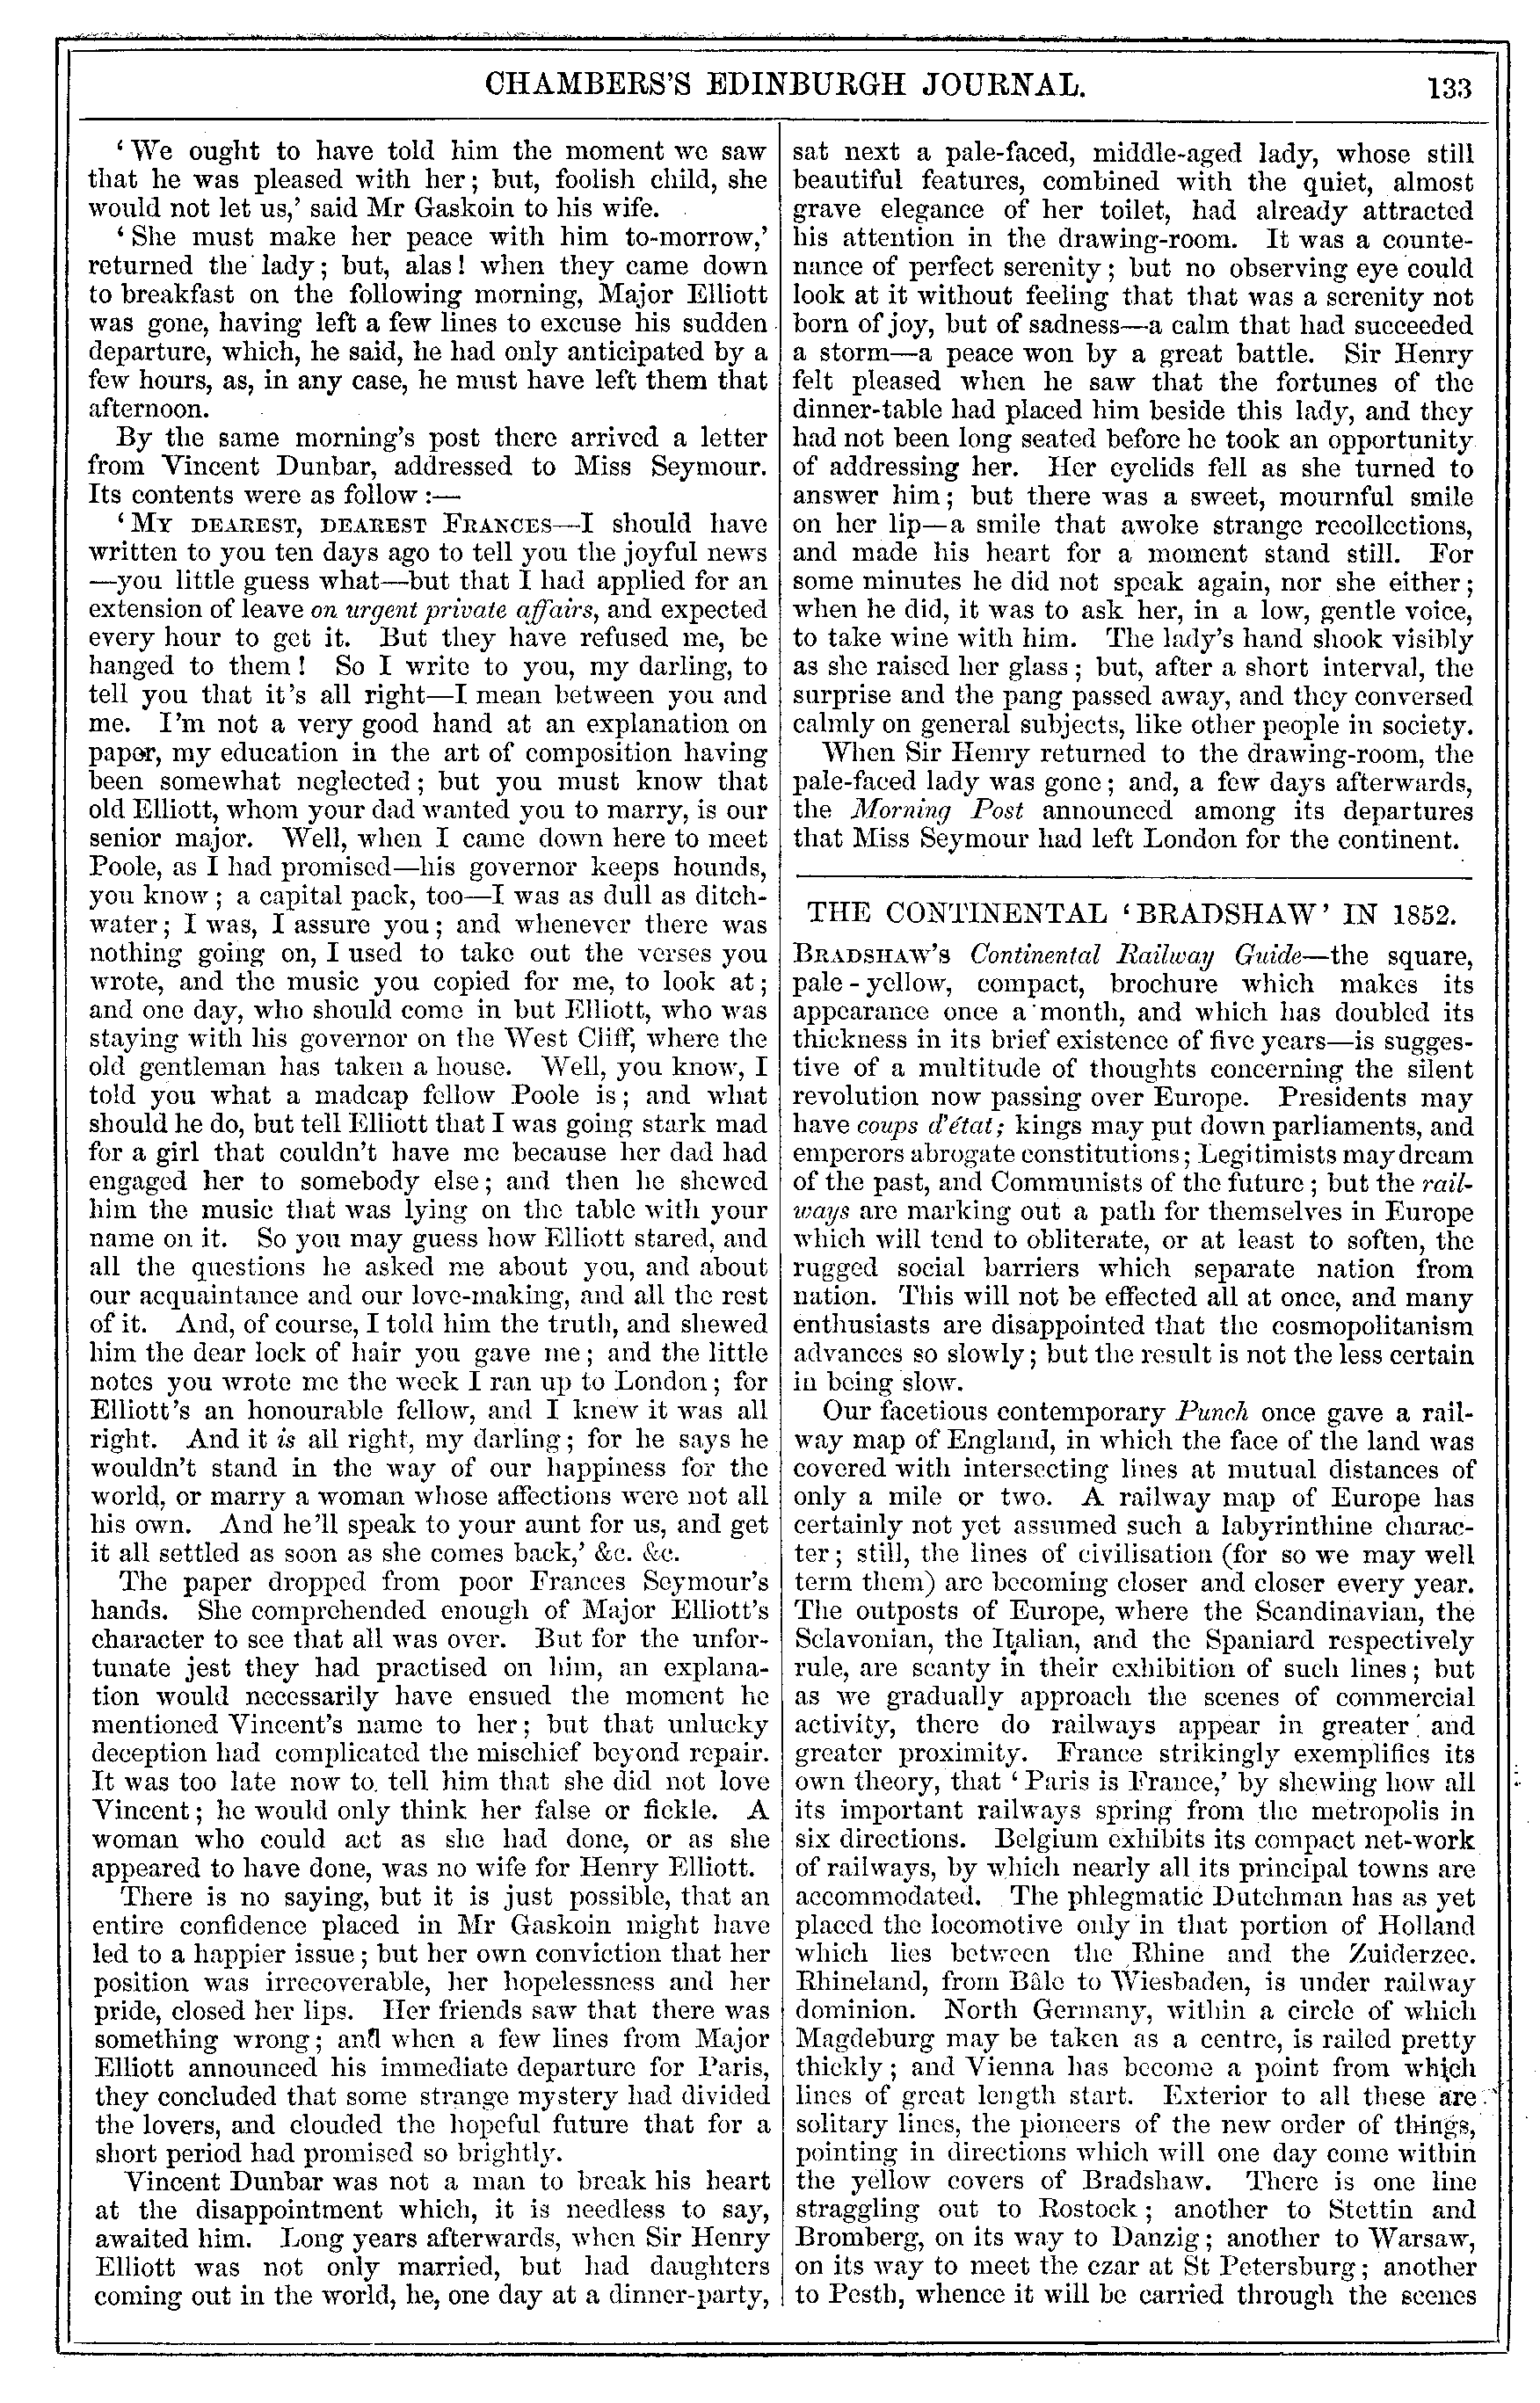 CHAMBERS'S EDINBURGH JOURNAL. 133
‘We ought to have told him the moment we saw
that he was pleased with her; but, foolish child, she
would not let us,’ said Mr Gaskoin to his wife.
‘She must make her peace with him to-morrow,’
returned the lady; but, alas! when they came down
to breakfast on the following morning, Major Elliott
was gone, having left a few lines to excuse his sudden
departure, which, he said, he had only anticipated by a
few hours, as, in any case, he must have left them that
afternoon.
By the same morning's post there arrived a letter
from Vincent Dunbar, addressed to Miss Seymour.
Its contents were as follow:—
‘MY DEAREST, DEAREST FRANCES—I should have
written to you ten days ago to tell you the joyful news
—you little guess what—but that I had applied for an
extension of leave on urgent private affairs, and expected
every hour to get it. But they have refused me, be
hanged to them! So I write to you, my darling, to
tell you that it's all right—I mean between you and
me. I'm not a very good hand at an explanation on
paper, my education in the art of composition having
been somewhat neglected; but you must know that
old Elliott, whom your dad wanted you to marry, is our
senior major. Well, when I came down here to meet
Poole, as I had promised—his governor keeps hounds,
you know; a capital pack, too—I was as dull as ditch-
water; I was, I assure you; and whenever there was
nothing going on, I used to take out the verses you
wrote, and the music you copied for me, to look at;
and one day, who should come in but Elliott, who was
staying with his governor on the West Cliff, where the
old gentleman has taken a house. Well, you know, I
told you what a madcap fellow Poole is; and what
should he do, but tell Elliott that I was going stark mad
for a girl that couldn't have me because her dad had
engaged her to somebody else; and then he shewed
him the music that was lying on the table with your
name on it. So you may guess how Elliott stared, and
all the questions he asked me about you, and about
our acquaintance and our love-making, and all the rest
of it. And, of course, I told him the truth, and shewed
him the dear lock of hair you gave me; and the little
notes you wrote me the week I ran up to London; for
Elliott's an honourable fellow, and I knew it was all
right. And it is all right, my darling; for he says he
wouldn't stand in the way of our happiness for the
world, or marry a woman whose affections were not all
his own. And he'll speak to your aunt for us, and get
it all settled as soon as she comes back,’ &c. &c.
The paper dropped from poor Frances Seymour's
hands. She comprehended enough of Major Elliott's
character to see that all was over. But for the unfor-
tunate jest they had practised on him, an explana-
tion would necessarily have ensued the moment he
mentioned Vincent's name to her; but that unlucky
deception had complicated the mischief beyond repair.
It was too late now to tell him that she did not love
Vincent; he would only think her false or fickle. A
woman who could act as she had done, or as she
appeared to have done, was no wife for Henry Elliott.
There is no saying, but it is just possible, that an
entire confidence placed in Mr Gaskoin might have
led to a happier issue; but her own conviction that her
position was irrecoverable, her hopelessness and her
pride, closed her lips. Her friends saw that there was
something wrong; and when a few lines from Major
Elliott announced his immediate departure for Paris,
they concluded that some strange mystery had divided
the lovers, and clouded the hopeful future that for a
short period had promised so brightly.
Vincent Dunbar was not a man to break his heart
at the disappointment which, it is needless to say,
awaited him. Long years afterwards, when Sir Henry
Elliott was not only married, but had daughters
coming out in the world, he, one day at a dinner-party,
sat next a pale-faced, middle-aged lady, whose still
beautiful features, combined with the quiet, almost
grave elegance of her toilet, had already attracted
his attention in the drawing-room. It was a counte-
nance of perfect serenity; but no observing eye could
look at it without feeling that that was a serenity not
born of joy, but of sadness—a calm that had succeeded
a storm—a peace won by a great battle. Sir Henry
felt pleased when he saw that the fortunes of the
dinner-table had placed him beside this lady, and they
had not been long seated before he took an opportunity
of addressing her. Her eyelids fell as she turned to
answer him; but there was a sweet, mournful smile
on her lip—a smile that awoke strange recollections,
and made his heart for a moment stand still. For
some minutes he did not speak again, nor she either;
when he did, it was to ask her, in a low, gentle voice,
to take wine with him. The lady's hand shook visibly
as she raised her glass; but, after a short interval, the
surprise and the pang passed away, and they conversed
calmly on general subjects, like other people in society.
When Sir Henry returned to the drawing-room, the
pale-faced lady was gone; and, a few days afterwards,
the Morning Post announced among its departures
that Miss Seymour had left London for the continent.
THE CONTINENTAL ‘BRADSHAW’ IN 1852.
BRADSHAW'S Continental Railway Guide—the square,
pale-yellow, compact, brochure which makes its
appearance once a month, and which has doubled its
thickness in its brief existence of five years—is sugges-
tive of a multitude of thoughts concerning the silent
revolution now passing over Europe. Presidents may
have coups d'état; kings may put down parliaments, and
emperors abrogate constitutions; Legitimists may dream
of the past, and Communists of the future; but the rail-
ways are marking out a path for themselves in Europe
which will tend to obliterate, or at least to soften, the
rugged social barriers which separate nation from
nation. This will not be effected all at once, and many
enthusiasts are disappointed that the cosmopolitanism
advances so slowly; but the result is not the less certain
in being slow.
Our facetious contemporary Punch once gave a rail-
way map of England, in which the face of the land was
covered with intersecting lines at mutual distances of
only a mile or two. A railway map of Europe has
certainly not yet assumed such a labyrinthine charac-
ter; still, the lines of civilisation (for so we may well
term them) are becoming closer and closer every year.
The outposts of Europe, where the Scandinavian, the
Sclavonian, the Italian, and the Spaniard respectively
rule, are scanty in their exhibition of such lines; but
as we gradually approach the scenes of commercial
activity, there do railways appear in greater and
greater proximity. France strikingly exemplifies its
own theory, that ‘Paris is France,’ by shewing how all
its important railways spring from the metropolis in
six directions. Belgium exhibits its compact net-work
of railways, by which nearly all its principal towns are
accommodated. The phlegmatic Dutchman has as yet
placed the locomotive only in that portion of Holland
which lies between the Rhine and the Zuiderzee.
Rhineland, from Bâle to Wiesbaden, is under railway
dominion. North Germany, within a circle of which
Magdeburg may be taken as a centre, is railed pretty
thickly; and Vienna has become a point from which
lines of great length start. Exterior to all these are
solitary lines, the pioneers of the new order of things,
pointing in directions which will one day come within
the yellow covers of Bradshaw. There is one line
straggling out to Rostock; another to Stettin and
Bromberg, on its way to Danzig; another to Warsaw,
on its way to meet the czar at St Petersburg; another
to Pesth, whence it will be carried through the scenes